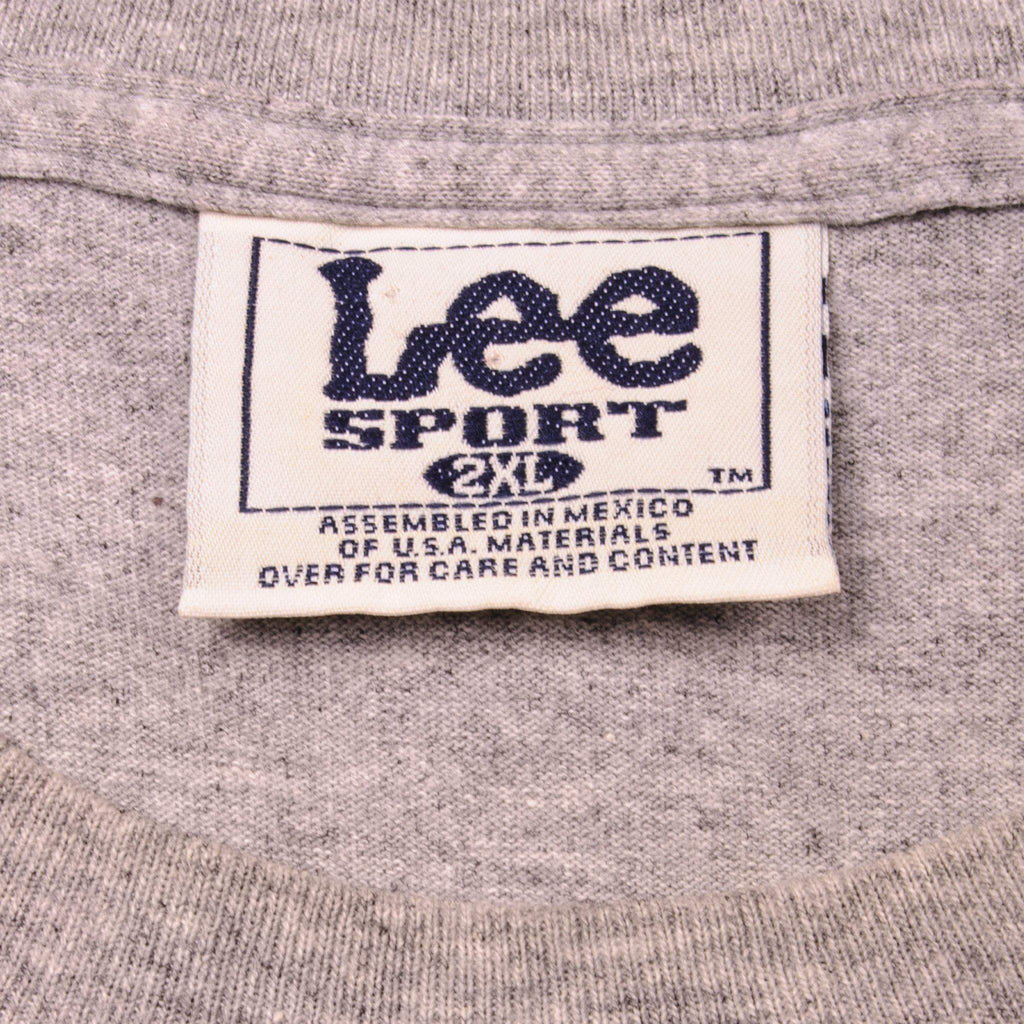 Lee
SPORT
2XL
TM
ASSEMBLED IN MEXICO
OF U.S.A. MATERIALS
OVER FOR CARE AND CONTENT